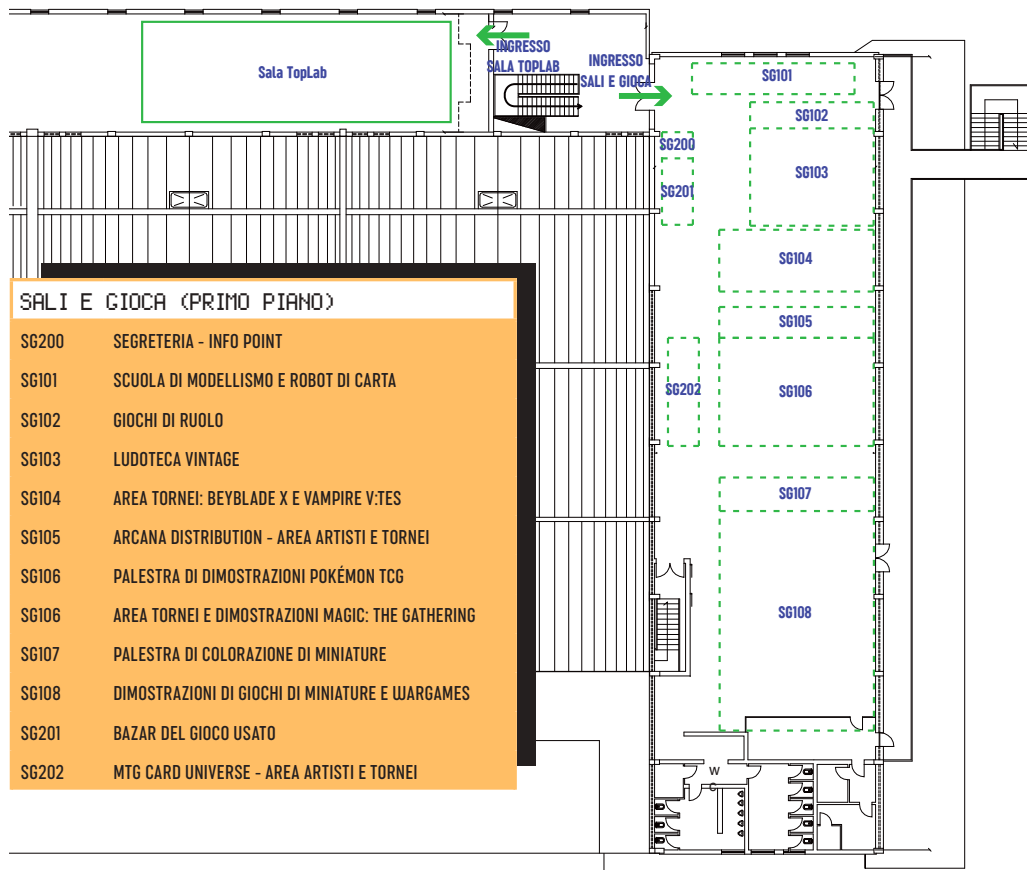 Sala TopLab
INGRESSO
SALA TOPLAB
INGRESSO
SALI E GIOCA
SG101
SG102
SG200
SG103
SG201
SG104
SG105
SG202
SG106
SG107
SG108
W
C
SALI E GIOCA (PRIMO PIANO)
SG200 SEGRETERIA - INFO POINT
SG101 SCUOLA DI MODELLISMO E ROBOT DI CARTA
SG102 GIOCHI DI RUOLO
SG103 LUDOTECA VINTAGE
SG104 AREA TORNEI: BEYBLADE X E VAMPIRE V:TES
SG105 ARCANA DISTRIBUTION - AREA ARTISTI E TORNEI
SG106 PALESTRA DI DIMOSTRAZIONI POKÉMON TCG
SG106 AREA TORNEI E DIMOSTRAZIONI MAGIC: THE GATHERING
SG107 PALESTRA DI COLORAZIONE DI MINIATURE
SG108 DIMOSTRAZIONI DI GIOCHI DI MINIATURE E WARGAMES
SG201 BAZAR DEL GIOCO USATO
SG202 MTG CARD UNIVERSE - AREA ARTISTI E TORNEI